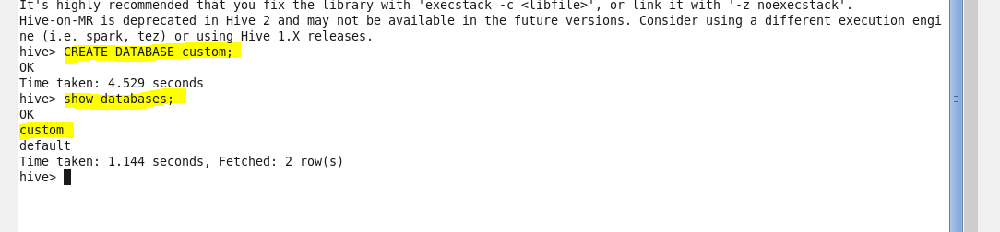 It's highly recommended that you fix the library with 'execstack -c <libfile>', or link it with '-z noexecstack'.
Hive-on-MR is deprecated in Hive 2 and may not be available in the future versions. Consider using a different execution engi
ne (i.e. spark, tez) or using Hive 1.X releases.
hive> CREATE DATABASE custom;
OK
Time taken: 4.529 seconds
hive> show databases;
OK
custom
default
Time taken: 1.144 seconds, Fetched: 2 row(s)
hive>